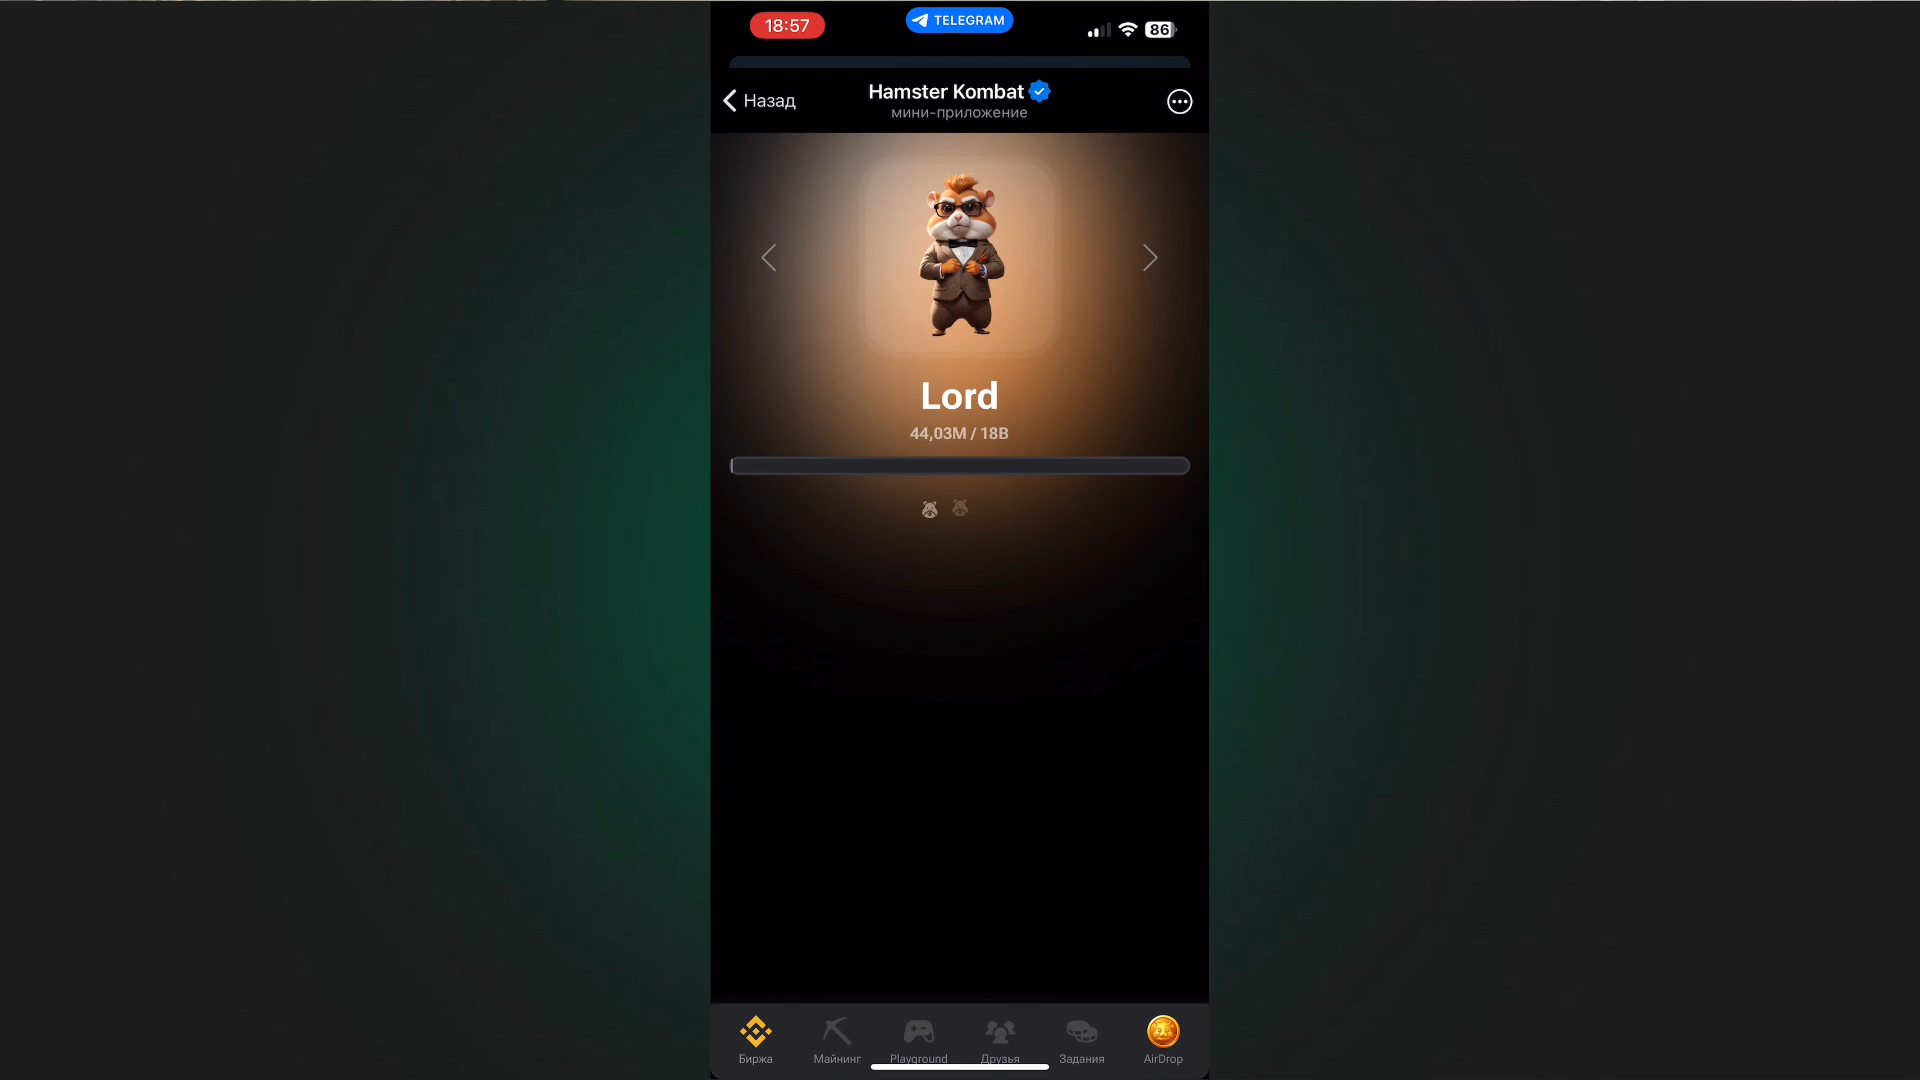 18:57
TELEGRAM
86
Назад
Hamster Kombat
мини-приложение
Lord
44,03M / 18B
Биржа
Майнинг
Playground
Друзья
Задания
AirDrop